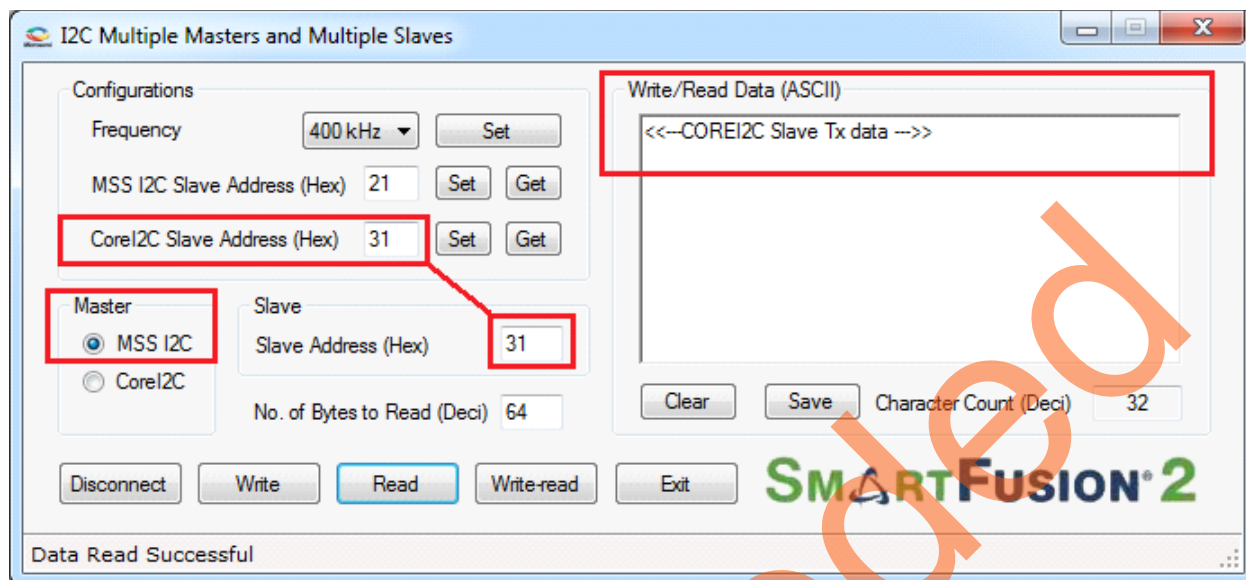 I2C Multiple Masters and Multiple Slaves
Configurations
Frequency 400 kHz Set
MSS I2C Slave Address (Hex) 21 Set Get
CoreI2C Slave Address (Hex) 31 Set Get
Master
MSS I2C
CoreI2C
Slave
Slave Address (Hex) 31
No. of Bytes to Read (Deci) 64
Write/Read Data (ASCII)
<<---COREI2C Slave Tx data --->>
Clear Save Character Count (Deci) 32
Disconnect Write Read Write-read Exit
SMARTFUSION® 2
Data Read Successful
ded